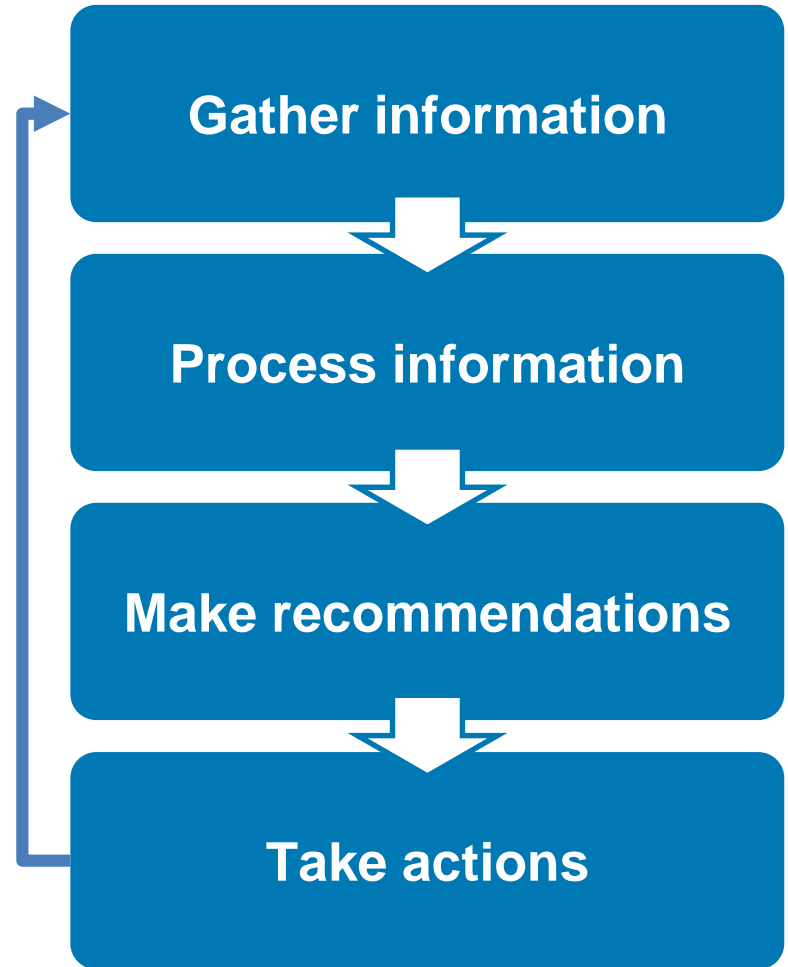 Gather information
Process information
Make recommendations
Take actions